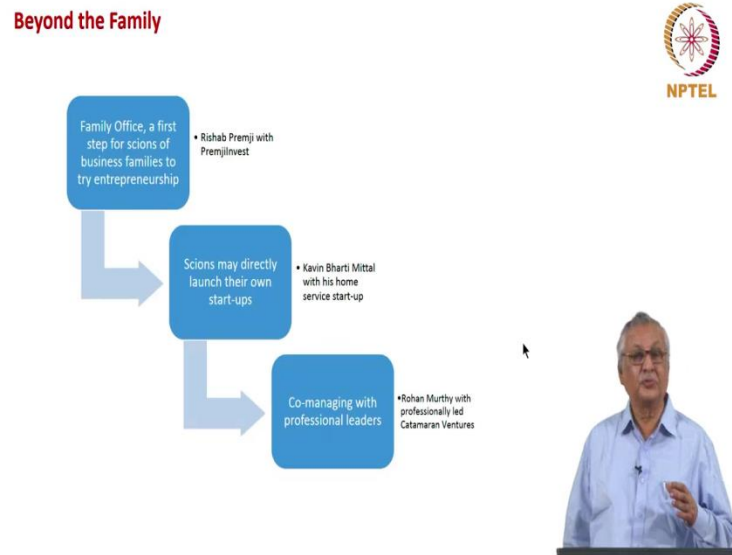 Beyond the Family
NPTEL
Family Office, a first
step for scions of
business families to
try entrepreneurship
• Rishab Premji with
PremjiInvest
Scions may directly
launch their own
start-ups
• Kavin Bharti Mittal
with his home
service start-up
Co-managing with
professional leaders
•Rohan Murthy with
professionally led
Catamaran Ventures